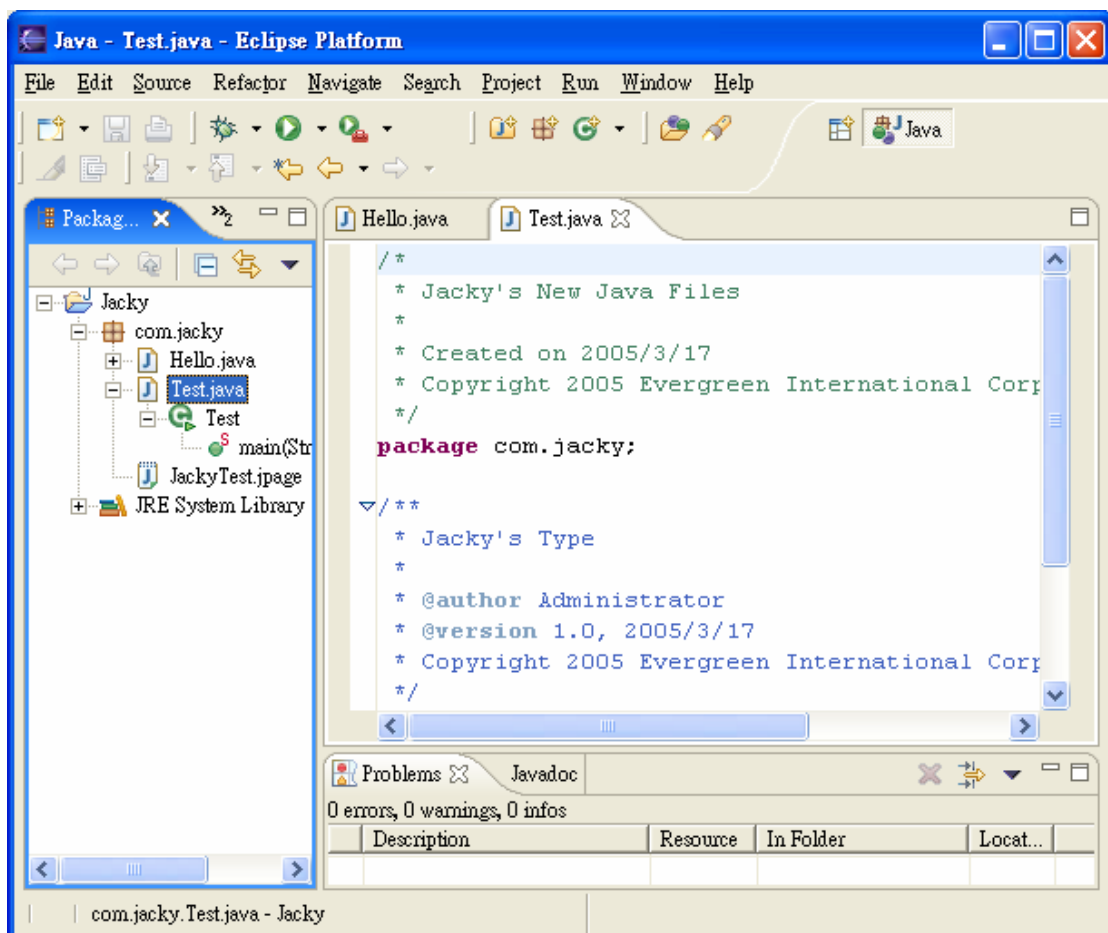 Java - Test.java - Eclipse Platform
File Edit Source Refactor Navigate Search Project Run Window Help
Java
Packag... 2
Hello.java Test.java
Jacky
com.jacky
Hello.java
Test.java
Test
main(Str
JackyTest.jpage
JRE System Library
/*
* Jacky's New Java Files
*
* Created on 2005/3/17
* Copyright 2005 Evergreen International Corp
*/
package com.jacky;
/**
* Jacky's Type
*
* @author Administrator
* @version 1.0, 2005/3/17
* Copyright 2005 Evergreen International Corp
*/
Problems Javadoc
0 errors, 0 warnings, 0 infos
Description Resource In Folder Locat...
com.jacky.Test.java - Jacky